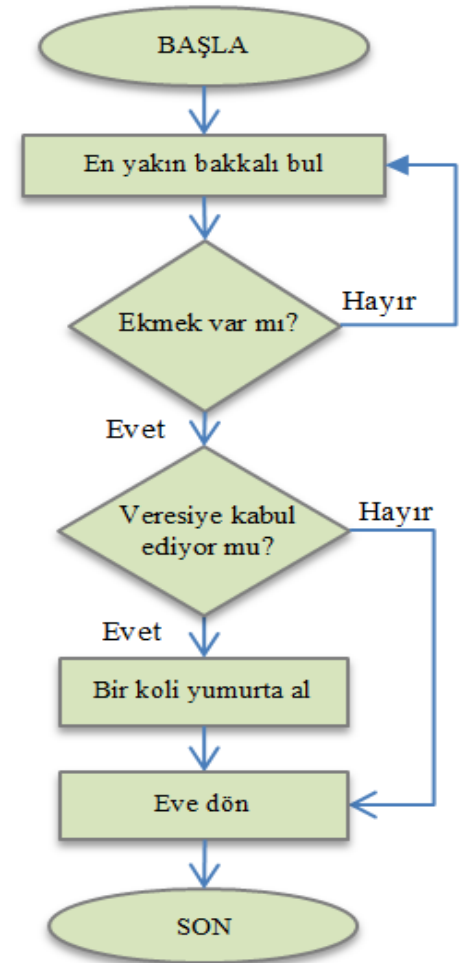 BAŞLA
En yakın bakkalı bul
Ekmek var mı?
Hayır
Evet
Veresiye kabul
ediyor mu?
Hayır
Evet
Bir koli yumurta al
Eve dön
SON